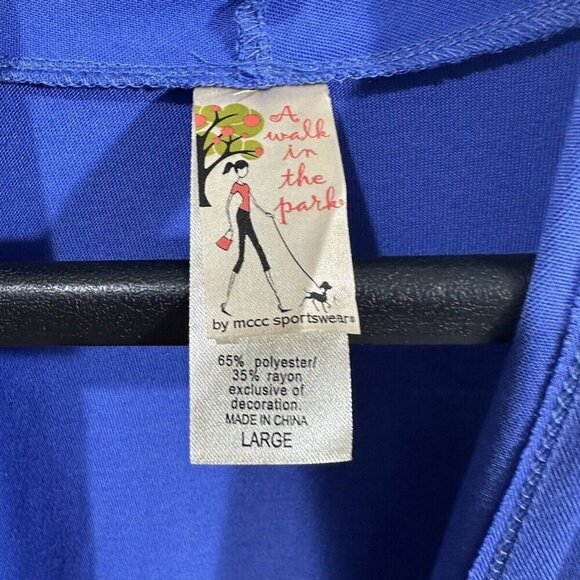 A
walk
in
the
park®
by mccc sportswear®
65% polyester/
35% rayon
exclusive of
decoration.
MADE IN CHINA
LARGE